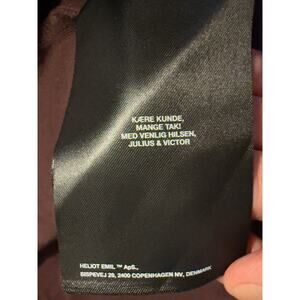 KÆRE KUNDE,
MANGE TAK!
MED VENLIG HILSEN,
JULIUS & VICTOR
HELIOT EMIL ™ ApS.,
BISPEVEJ 29, 2400 COPENHAGEN NV, DENMARK